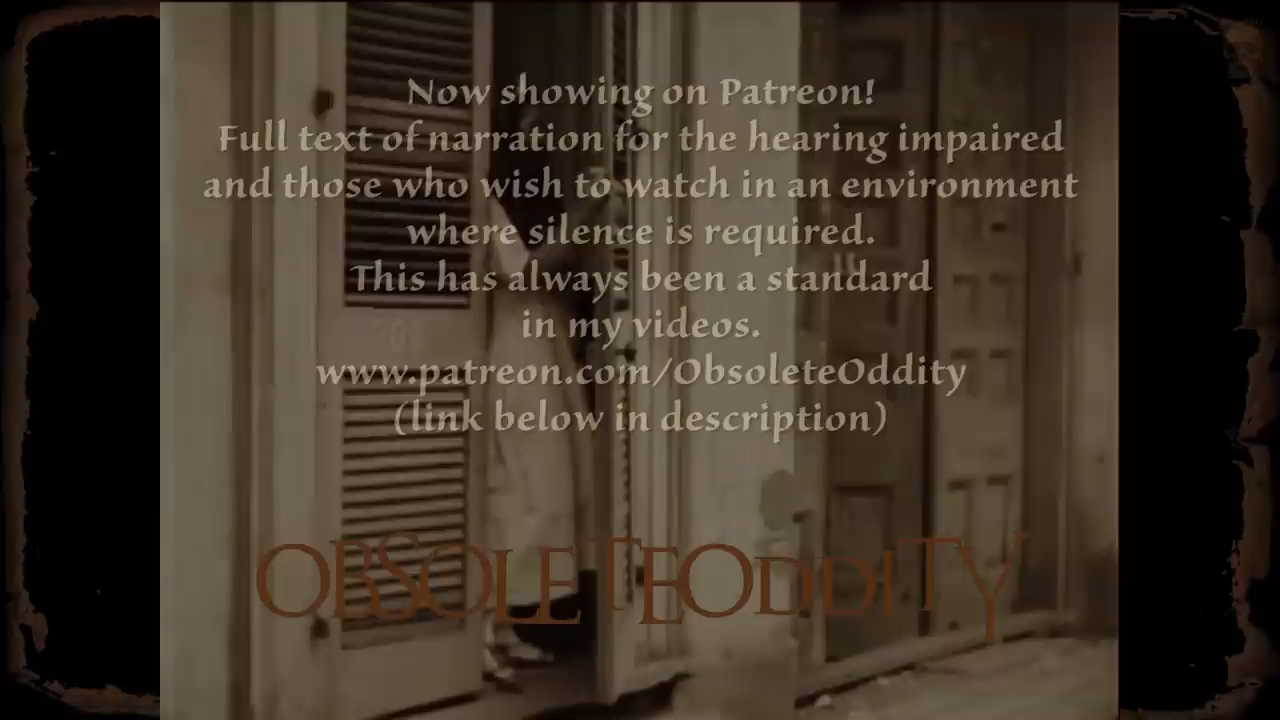 Now showing on Patreon!
Full text of narration for the hearing impaired
and those who wish to watch in an environment
where silence is required.
This has always been a standard
in my videos.
www.patreon.com/ObsoleteOddity
(link below in description)
OBSOLETEODDITY